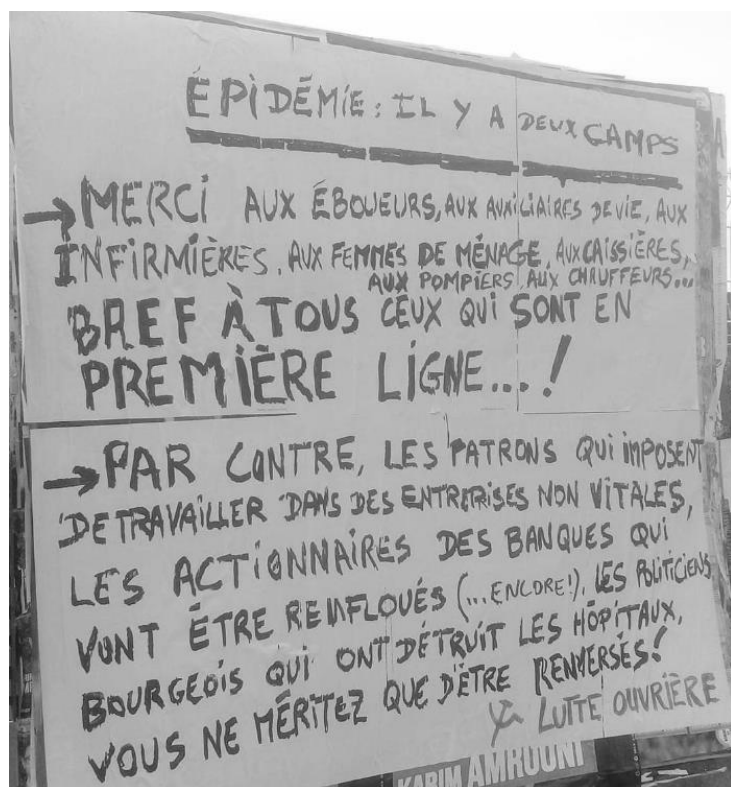 ÉPIDÉMIE : IL Y A DEUX CAMPS
→ MERCI AUX ÉBOUEURS, AUX AUXILIAIRES DE VIE, AUX
INFIRMIÈRES, AUX FEMMES DE MÉNAGE, AUX CAISSIÈRES,
AUX POMPIERS, AUX CHAUFFEURS...
BREF À TOUS CEUX QUI SONT EN
PREMIÈRE LIGNE...!
→ PAR CONTRE, LES PATRONS QUI IMPOSENT
DE TRAVAILLER DANS DES ENTREPRISES NON VITALES,
LES ACTIONNAIRES DES BANQUES QUI
VONT ÊTRE RENFLOUÉS (...ENCORE!), LES POLITICIENS
BOURGEOIS QUI ONT DÉTRUIT LES HÔPITAUX,
VOUS NE MÉRITEZ QUE D'ÊTRE RENVERSÉS!
LUTTE OUVRIÈRE
KARIM AMROUNI